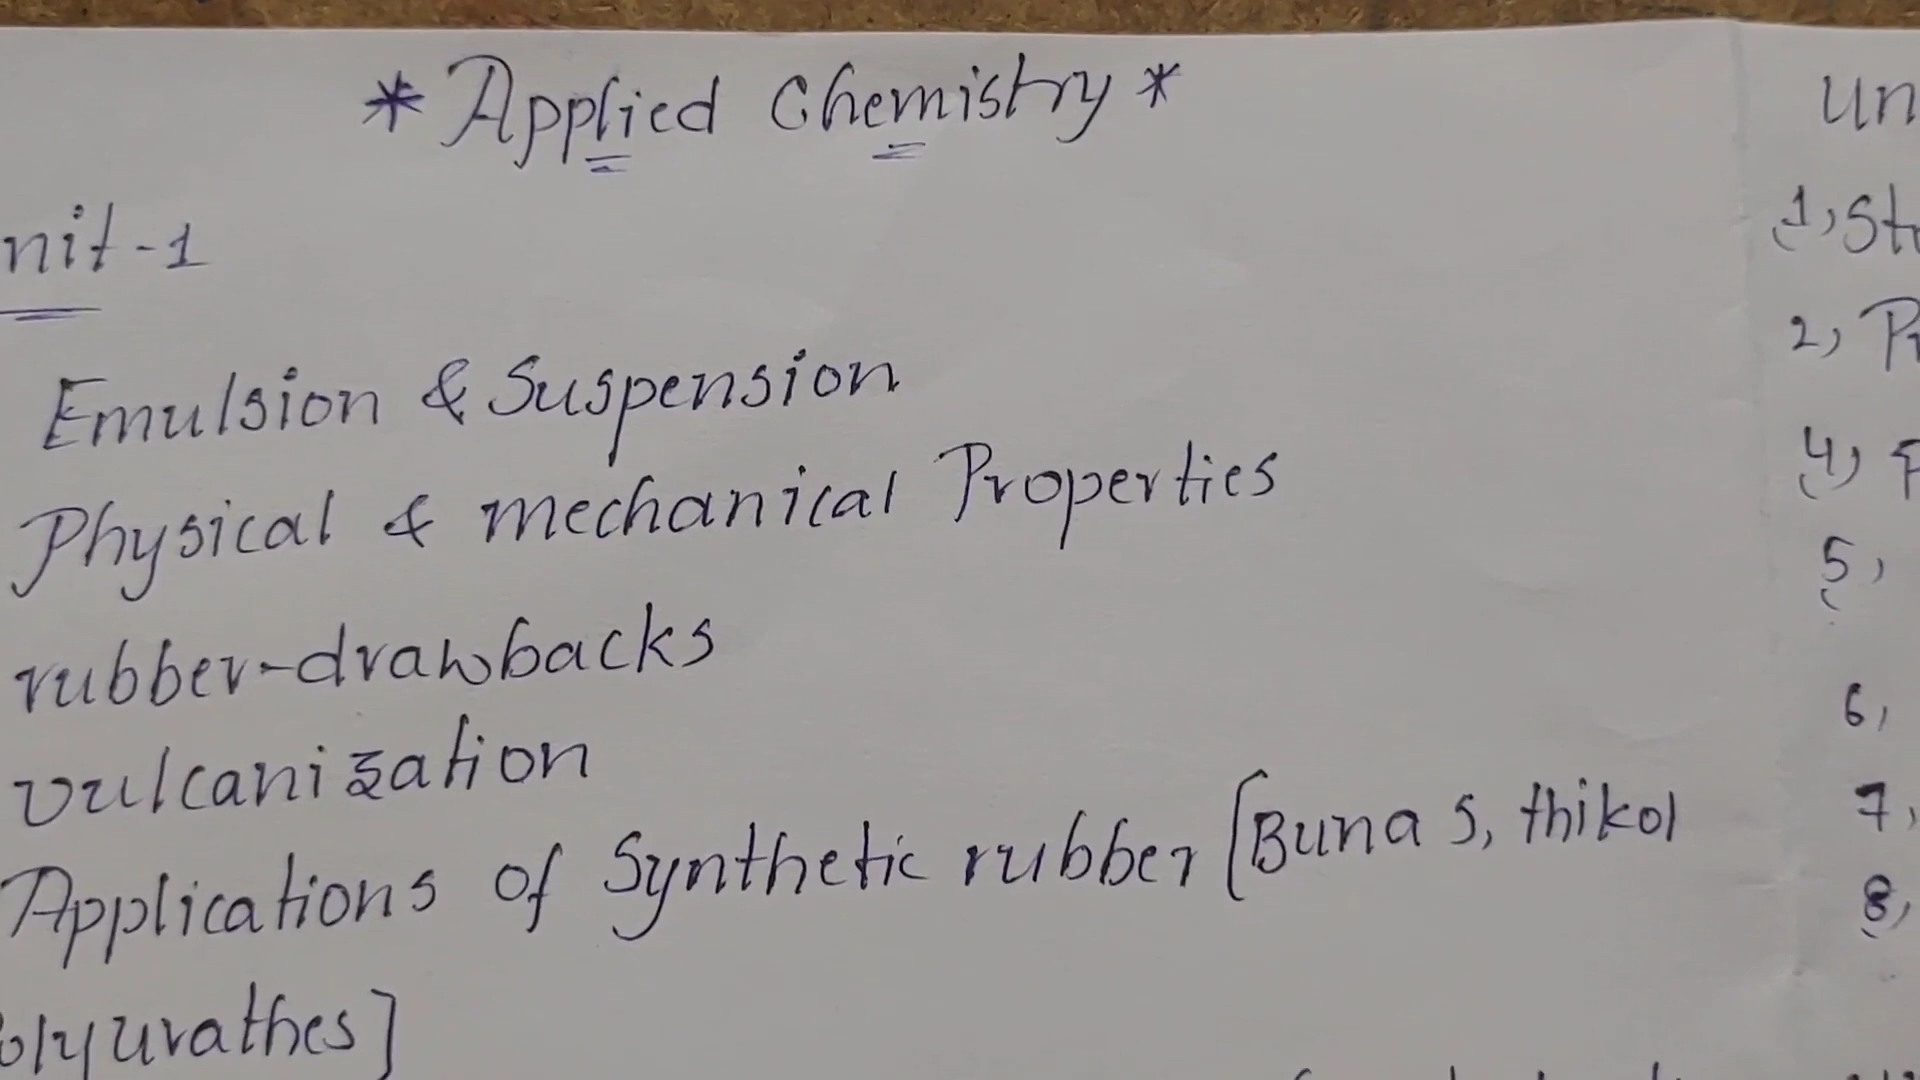 * Applied Chemistry *
nit-1
Emulsion & Suspension
Physical & mechanical Properties
rubber-drawbacks
vulcanization
Applications of Synthetic rubber [Buna S, thikol
olyurathes]
Un
1, St
2, Pr
4,
5,
6,
7,
8,